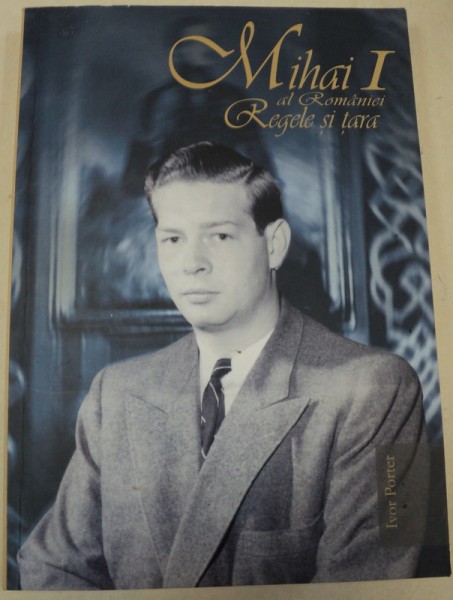 Mihai I
al României
Regele și țara
Ivor Porter